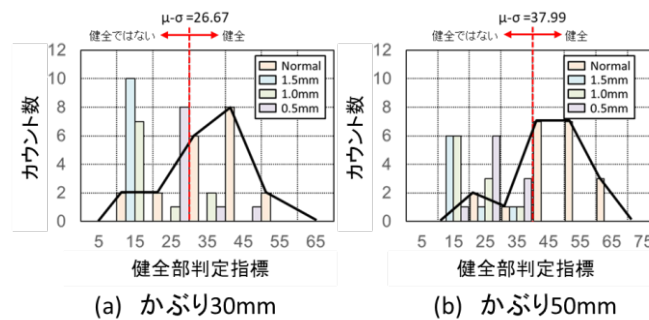 μ-σ=26.67
健全ではない
健全
12
10
8
6
4
2
0
カウント数
Normal
1.5mm
1.0mm
0.5mm
5 15 25 35 45 55 65
健全部判定指標
(a) かぶり30mm
μ-σ=37.99
(b)
健全ではない
健全
12
10
8
6
4
2
0
カウント数
Normal
1.5mm
1.0mm
0.5mm
5 15 25 35 45 55 65 75
健全部判定指標
(b) かぶり50mm